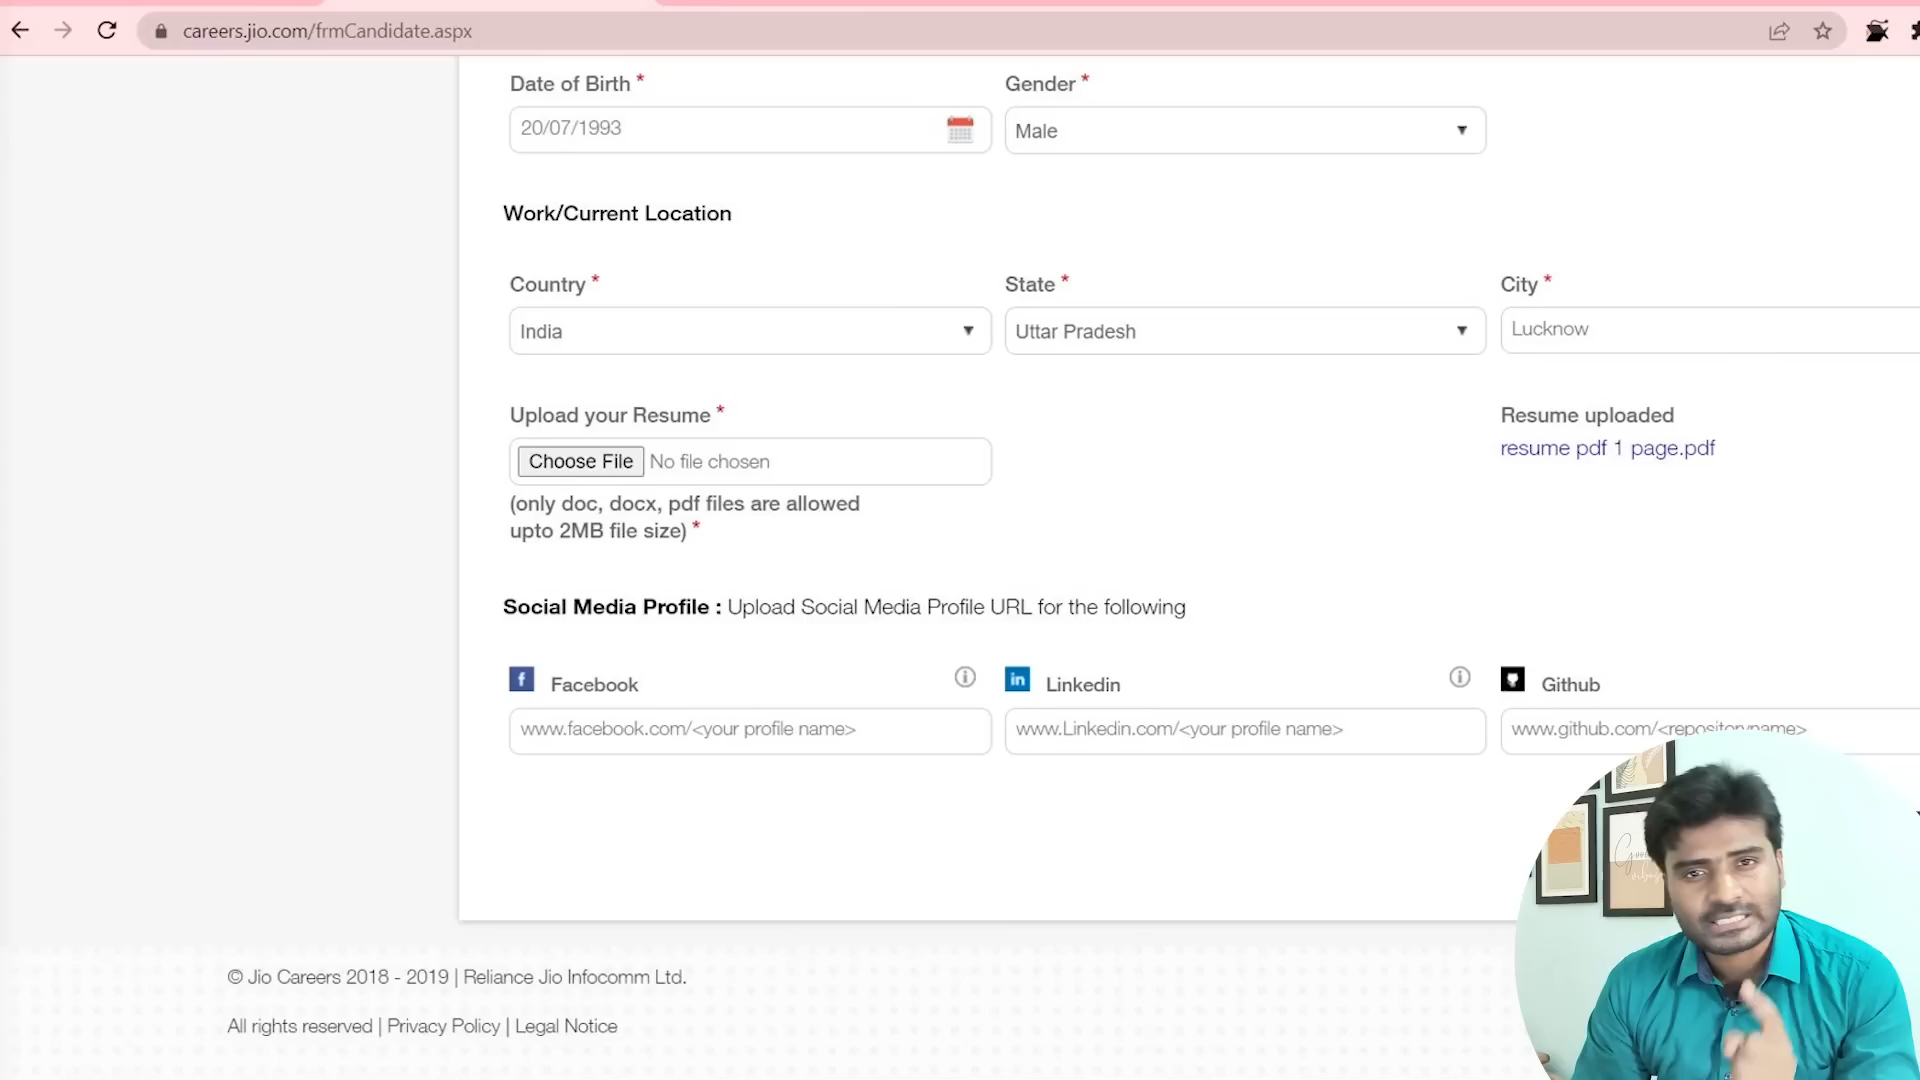 careers.jio.com/frmCandidate.aspx
Date of Birth *
Gender *
20/07/1993
Male
Work/Current Location
Country *
State *
City *
India
Uttar Pradesh
Lucknow
Upload your Resume *
Resume uploaded
Choose File No file chosen
resume pdf 1 page.pdf
(only doc, docx, pdf files are allowed
upto 2MB file size) *
Social Media Profile : Upload Social Media Profile URL for the following
Facebook
Linkedin
Github
www.facebook.com/<your profile name>
www.Linkedin.com/<your profile name>
www.github.com/<repositoryname>
© Jio Careers 2018 - 2019 | Reliance Jio Infocomm Ltd.
All rights reserved | Privacy Policy | Legal Notice